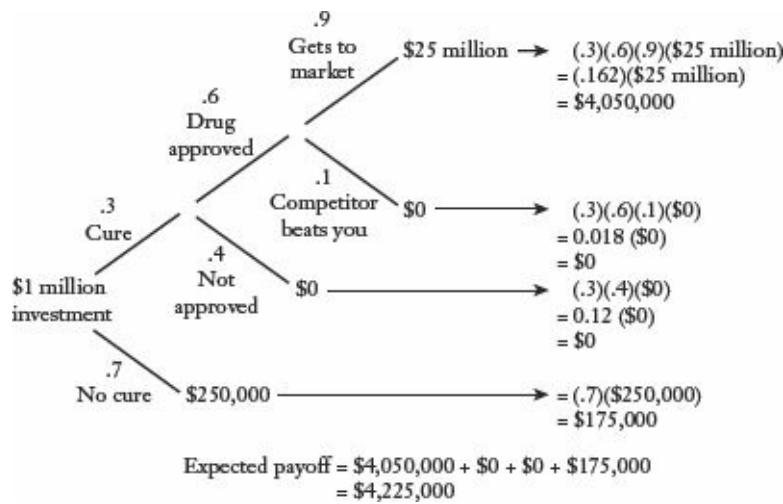 .9
Gets to
market
$25 million
(.3)(.6)(.9)($25 million)
= (.162)($25 million)
= $4,050,000
.6
Drug
approved
.1
Competitor
beats you
$0
(.3)(.6)(.1)($0)
= 0.018 ($0)
= $0
.3
Cure
.4
Not
approved
$0
(.3)(.4)($0)
= 0.12 ($0)
= $0
$1 million
investment
.7
No cure
$250,000
= (.7)($250,000)
= $175,000
Expected payoff = $4,050,000 + $0 + $0 + $175,000
= $4,225,000